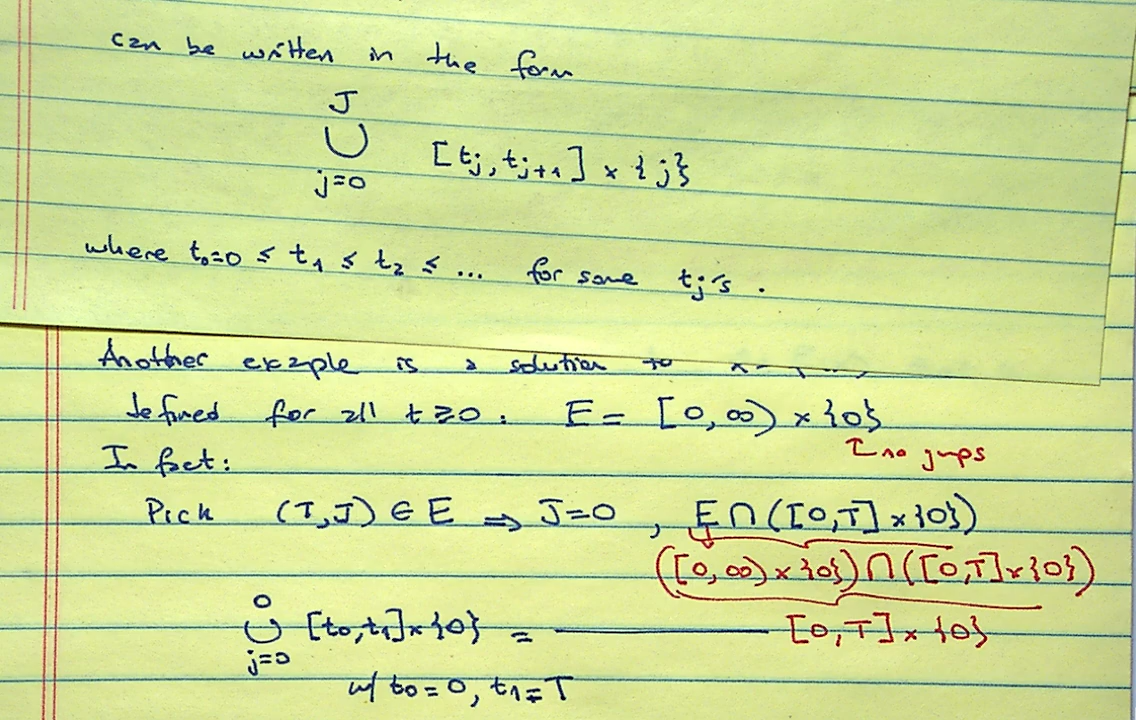 can be written in the form
J
∪ [tj, tj+1] × {j}
j=0
where t0=0 ≤ t1 ≤ t2 ≤ ... for some tj's.
Another example is a solution to
defined for all t ≥ 0: E = [0,∞) × {0}
↑ no jumps
In fact:
Pick (T,J) ∈ E ⇒ J=0, E∩([0,T]×{0})
([0,∞)×{0})∩([0,T]×{0})
0
∪ [t0,t1]×{0} = [0,T]×{0}
j=0
w/ t0=0, t1=T